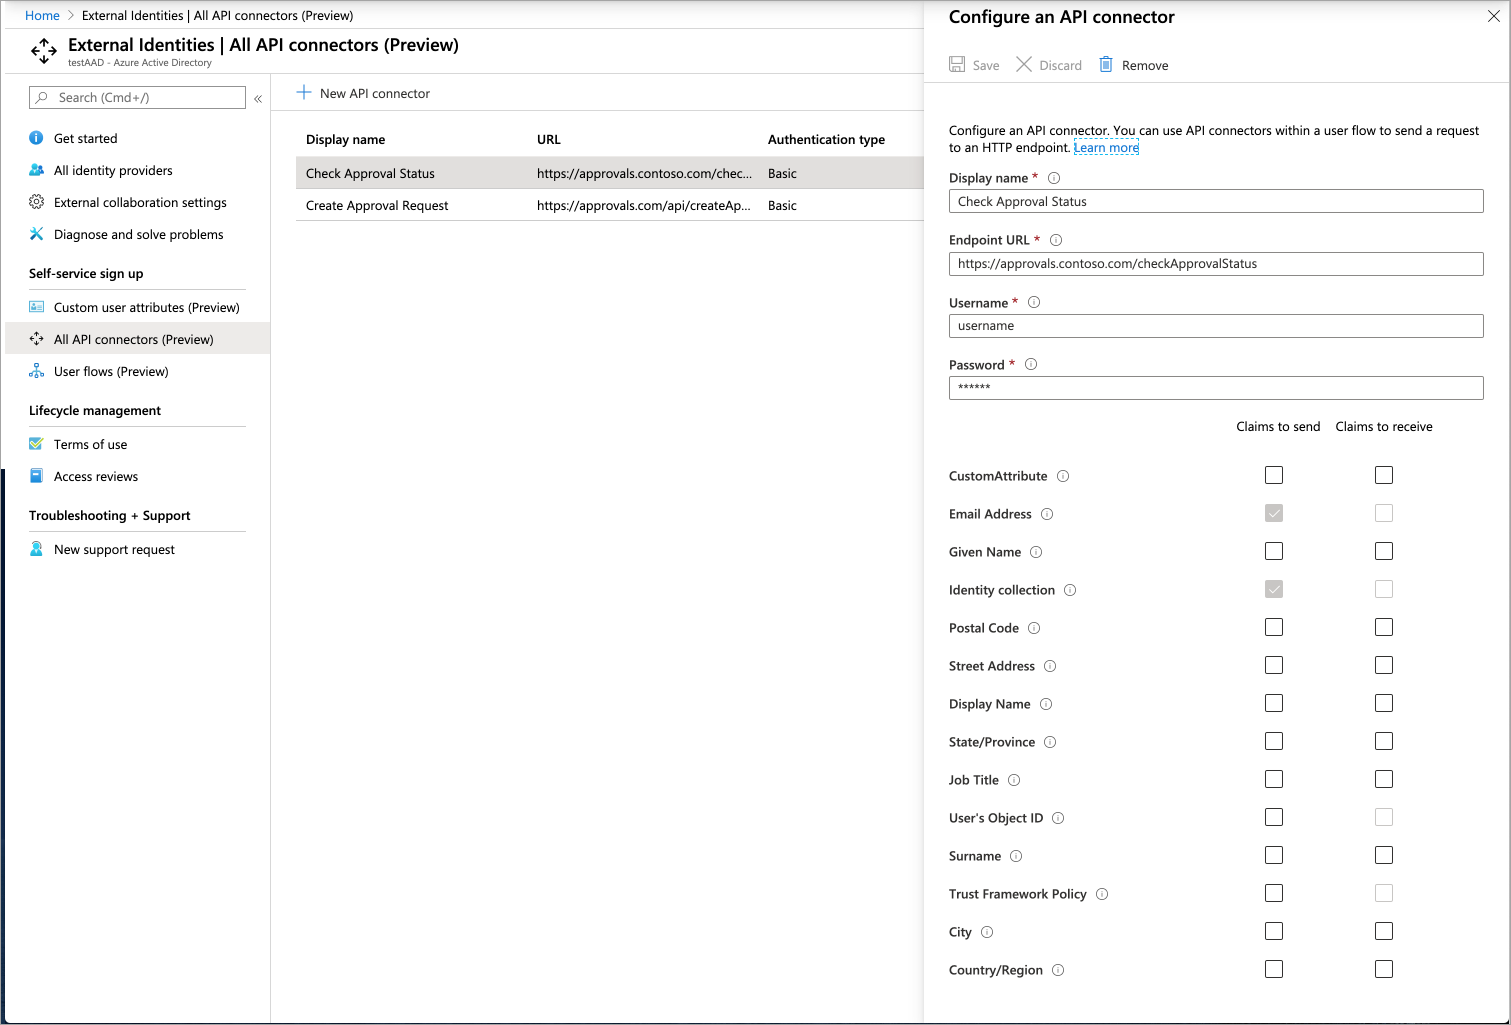 Home > External Identities | All API connectors (Preview)
External Identities | All API connectors (Preview)
testAAD - Azure Active Directory
Search (Cmd+/)
«
Get started
All identity providers
External collaboration settings
Diagnose and solve problems
Self-service sign up
Custom user attributes (Preview)
All API connectors (Preview)
User flows (Preview)
Lifecycle management
Terms of use
Access reviews
Troubleshooting + Support
New support request
New API connector
Display name URL Authentication type
Check Approval Status https://approvals.contoso.com/chec... Basic
Create Approval Request https://approvals.com/api/createAp... Basic
Configure an API connector
Save Discard Remove
Configure an API connector. You can use API connectors within a user flow to send a request
to an HTTP endpoint. Learn more
Display name *
Check Approval Status
Endpoint URL *
https://approvals.contoso.com/checkApprovalStatus
Username *
username
Password *
******
Claims to send Claims to receive
CustomAttribute
Email Address
Given Name
Identity collection
Postal Code
Street Address
Display Name
State/Province
Job Title
User's Object ID
Surname
Trust Framework Policy
City
Country/Region